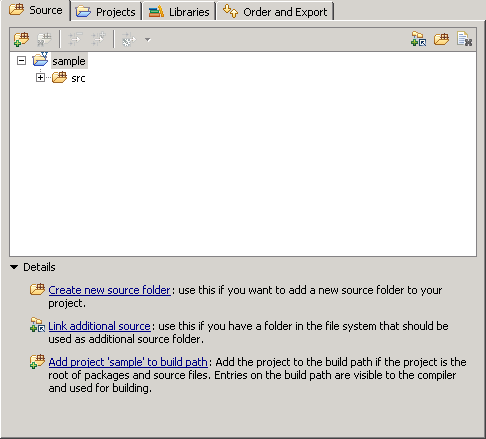 Source Projects Libraries Order and Export
sample
src
Details
Create new source folder: use this if you want to add a new source folder to your
project.
Link additional source: use this if you have a folder in the file system that should be
used as additional source folder.
Add project 'sample' to build path: Add the project to the build path if the project is the
root of packages and source files. Entries on the build path are visible to the compiler
and used for building.